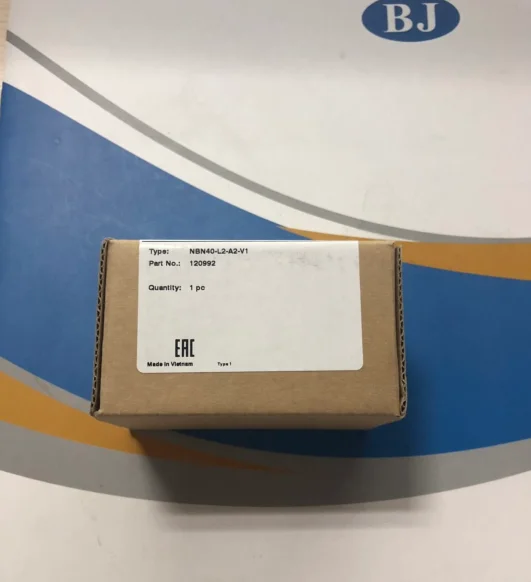 BJ
Type: NBN40-L2-A2-V1
Part No.: 120992
Quantity: 1 pc
EAC
Made in Vietnam Type 1